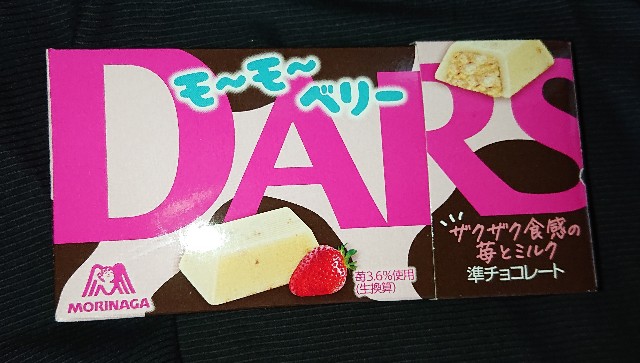 DARS
モ〜モ〜
ベリー
ザクザク食感の
苺とミルク
準チョコレート
苺3.6%使用
(生換算)
MORINAGA